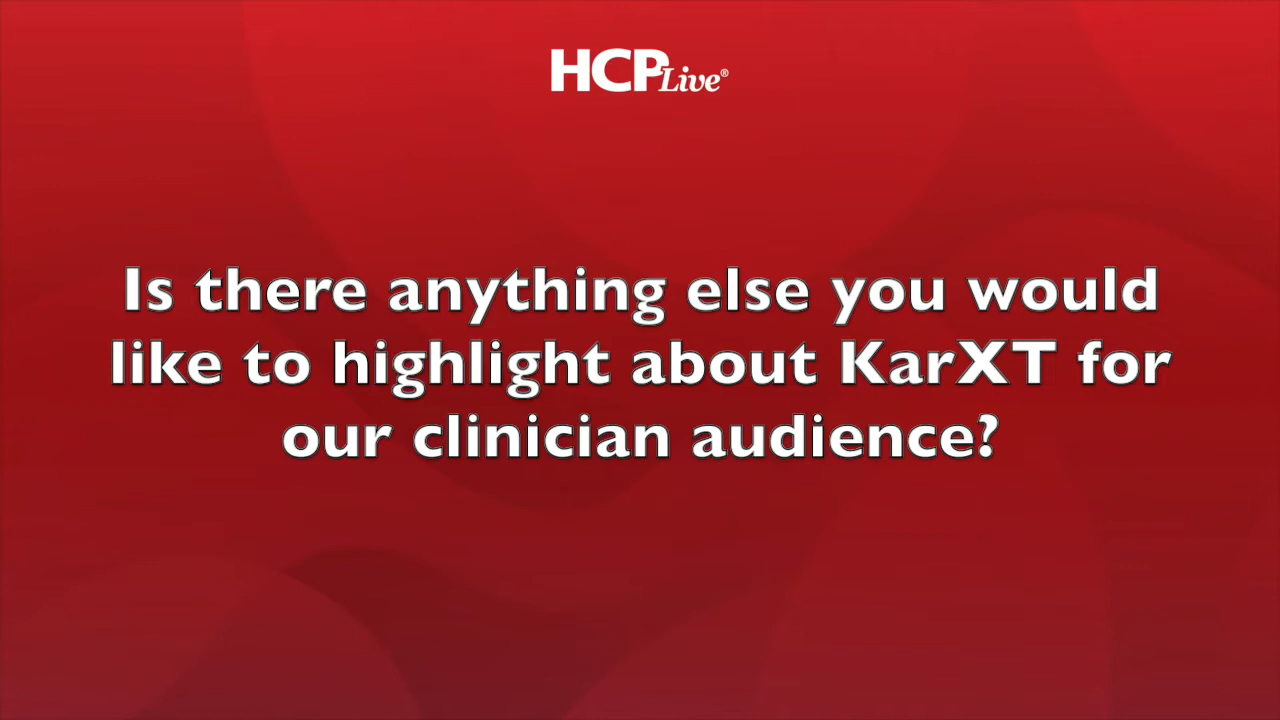 HCPLive®
Is there anything else you would
like to highlight about KarXT for
our clinician audience?